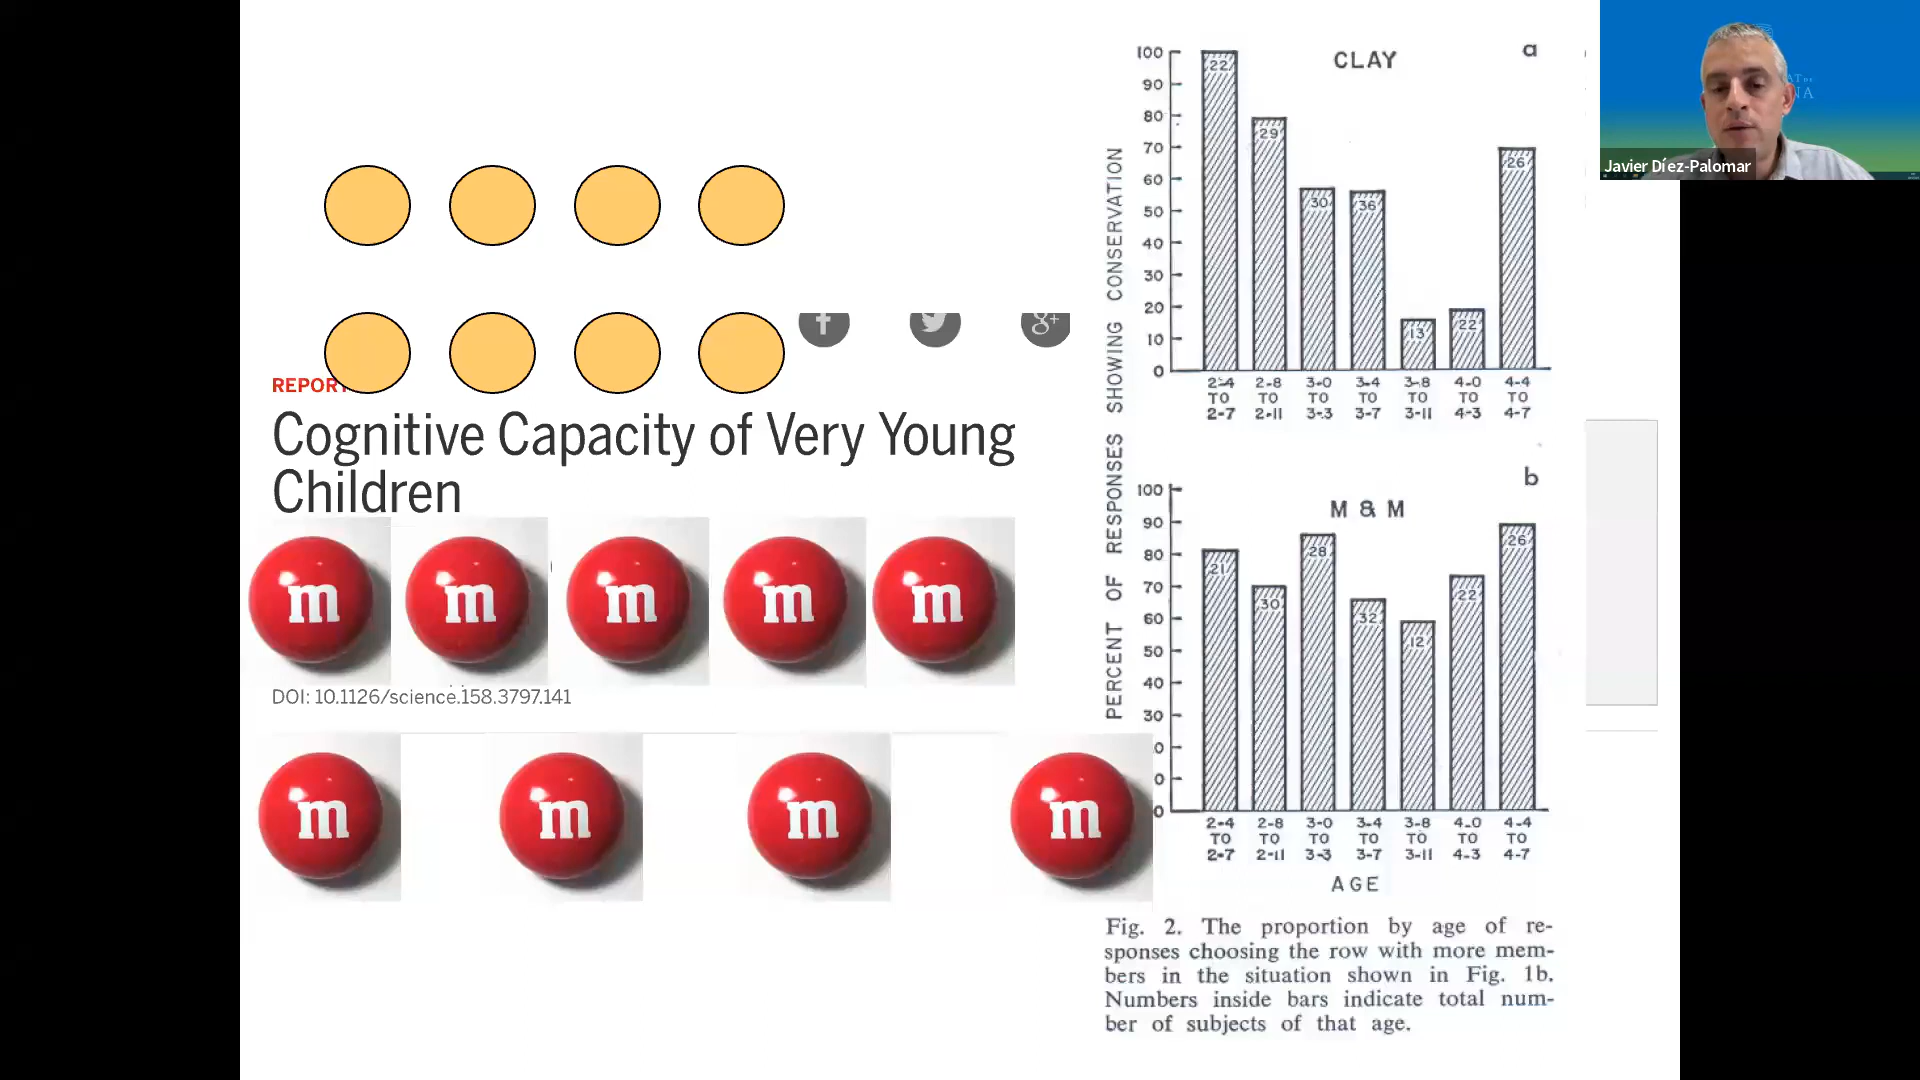 REPORT
Cognitive Capacity of Very Young
Children
m m m m m
DOI: 10.1126/science.158.3797.141
m m m m
f g+
PERCENT OF RESPONSES SHOWING CONSERVATION
CLAY
a
100
90
80
70
60
50
40
30
20
10
0
22 29 30 36 13 22 26
2-4 2-8 3-0 3-4 3-8 4-0 4-4
TO TO TO TO TO TO TO
2-7 2-11 3-3 3-7 3-11 4-3 4-7
b
M & M
100
90
80
70
60
50
40
30
0
0
0
21 30 28 32 12 22 26
2-4 2-8 3-0 3-4 3-8 4-0 4-4
TO TO TO TO TO TO TO
2-7 2-11 3-3 3-7 3-11 4-3 4-7
AGE
Fig. 2. The proportion by age of re-
sponses choosing the row with more mem-
bers in the situation shown in Fig. 1b.
Numbers inside bars indicate total num-
ber of subjects of that age.
Javier Díez-Palomar